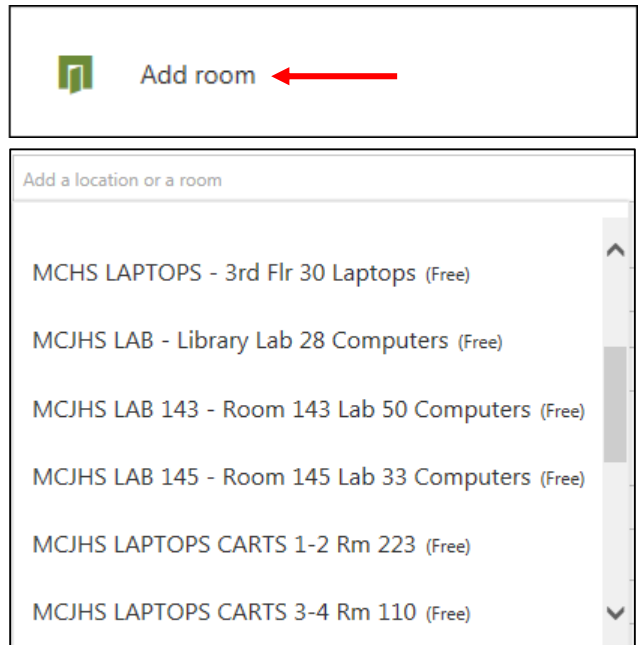 Add room
Add a location or a room
MCHS LAPTOPS - 3rd Flr 30 Laptops (Free)
MCJHS LAB - Library Lab 28 Computers (Free)
MCJHS LAB 143 - Room 143 Lab 50 Computers (Free)
MCJHS LAB 145 - Room 145 Lab 33 Computers (Free)
MCJHS LAPTOPS CARTS 1-2 Rm 223 (Free)
MCJHS LAPTOPS CARTS 3-4 Rm 110 (Free)